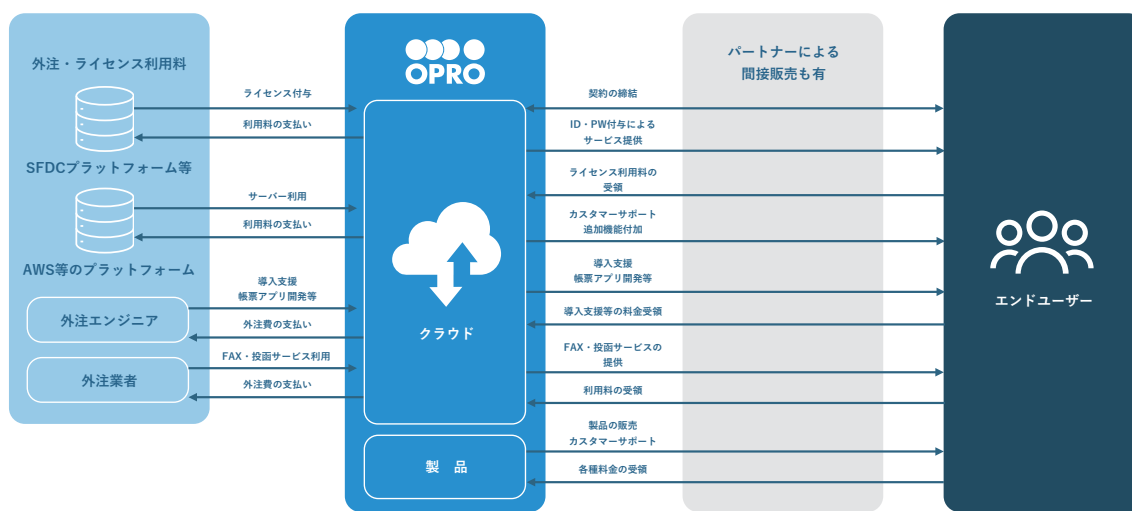 外注・ライセンス利用料
SFDCプラットフォーム等
AWS等のプラットフォーム
外注エンジニア
外注業者
ライセンス付与
利用料の支払い
サーバー利用
利用料の支払い
導入支援
帳票アプリ開発等
外注費の支払い
FAX・投函サービス利用
外注費の支払い
OPRO
クラウド
製 品
パートナーによる
間接販売も有
契約の締結
ID・PW付与による
サービス提供
ライセンス利用料の
受領
カスタマーサポート
追加機能付加
導入支援
帳票アプリ開発等
導入支援等の料金受領
FAX・投函サービスの
提供
利用料の受領
製品の販売
カスタマーサポート
各種料金の受領
エンドユーザー